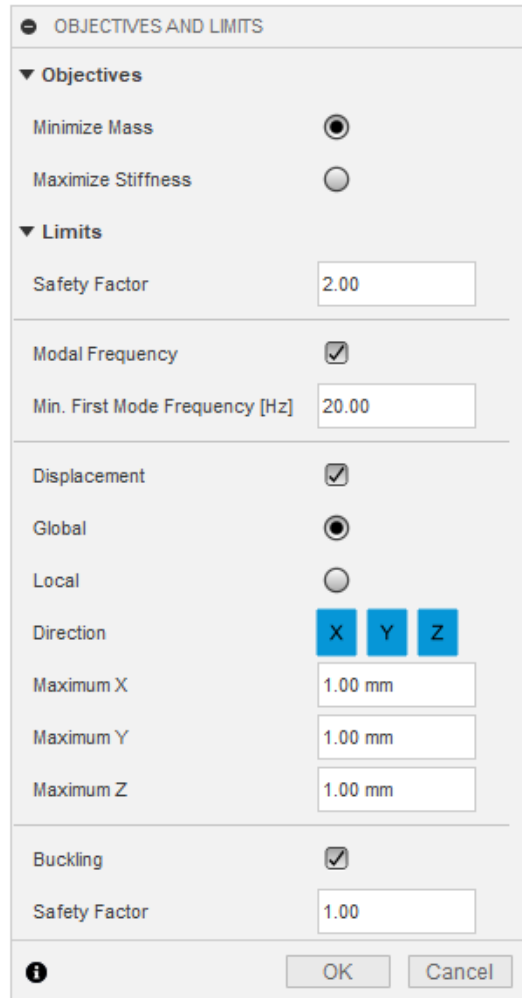 OBJECTIVES AND LIMITS
Objectives
Minimize Mass
Maximize Stiffness
Limits
Safety Factor 2.00
Modal Frequency
Min. First Mode Frequency [Hz] 20.00
Displacement
Global
Local
Direction X Y Z
Maximum X 1.00 mm
Maximum Y 1.00 mm
Maximum Z 1.00 mm
Buckling
Safety Factor 1.00
OK Cancel